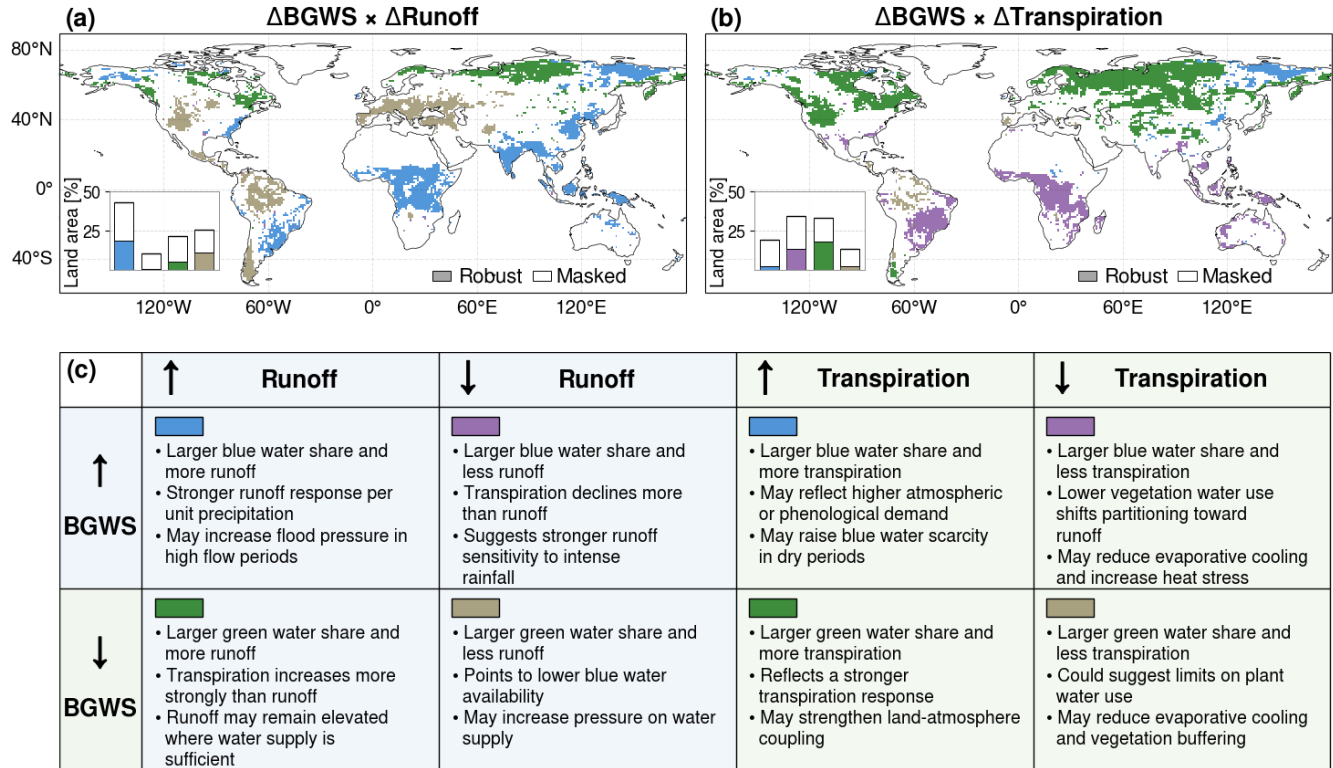 (a) ΔBGWS × ΔRunoff
(b) ΔBGWS × ΔTranspiration
80°N
40°N
0°
40°S
Land area [%]
50
25
Robust
Masked
120°W
60°W
0°
60°E
120°E
Land area [%]
50
25
Robust
Masked
120°W
60°W
0°
60°E
120°E
(c)
↑ Runoff
↓ Runoff
↑ Transpiration
↓ Transpiration
↑
BGWS
• Larger blue water share and
more runoff
• Stronger runoff response per
unit precipitation
• May increase flood pressure in
high flow periods
• Larger blue water share and
less runoff
• Transpiration declines more
than runoff
• Suggests stronger runoff
sensitivity to intense
rainfall
• Larger blue water share and
more transpiration
• May reflect higher atmospheric
or phenological demand
• May raise blue water scarcity
in dry periods
• Larger blue water share and
less transpiration
• Lower vegetation water use
shifts partitioning toward
runoff
• May reduce evaporative cooling
and increase heat stress
↓
BGWS
• Larger green water share and
more runoff
• Transpiration increases more
strongly than runoff
• Runoff may remain elevated
where water supply is
sufficient
• Larger green water share and
less runoff
• Points to lower blue water
availability
• May increase pressure on water
supply
• Larger green water share and
more transpiration
• Reflects a stronger
transpiration response
• May strengthen land-atmosphere
coupling
• Larger green water share and
less transpiration
• Could suggest limits on plant
water use
• May reduce evaporative cooling
and vegetation buffering